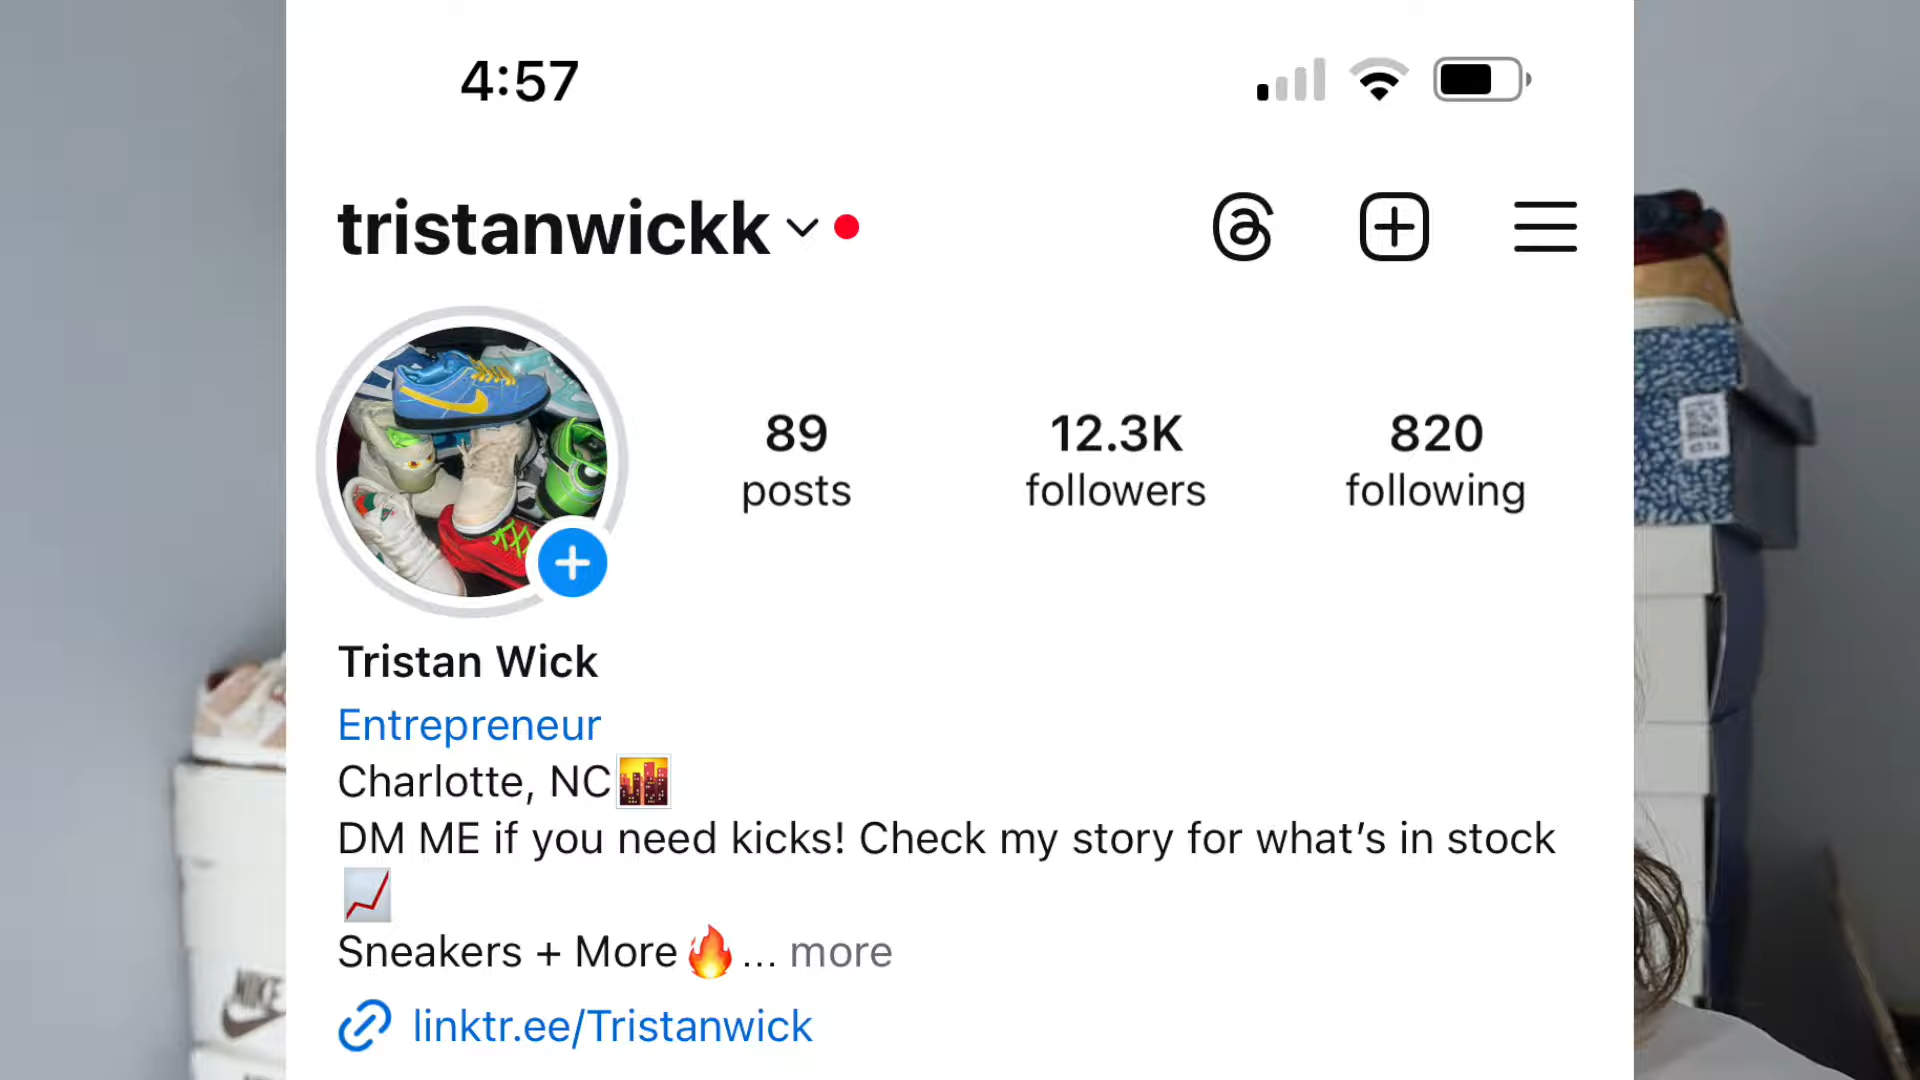 4:57
tristanwickk
89 posts
12.3K followers
820 following
Tristan Wick
Entrepreneur
Charlotte, NC🌇
DM ME if you need kicks! Check my story for what’s in stock
📈
Sneakers + More🔥... more
linktr.ee/Tristanwick
NIKE